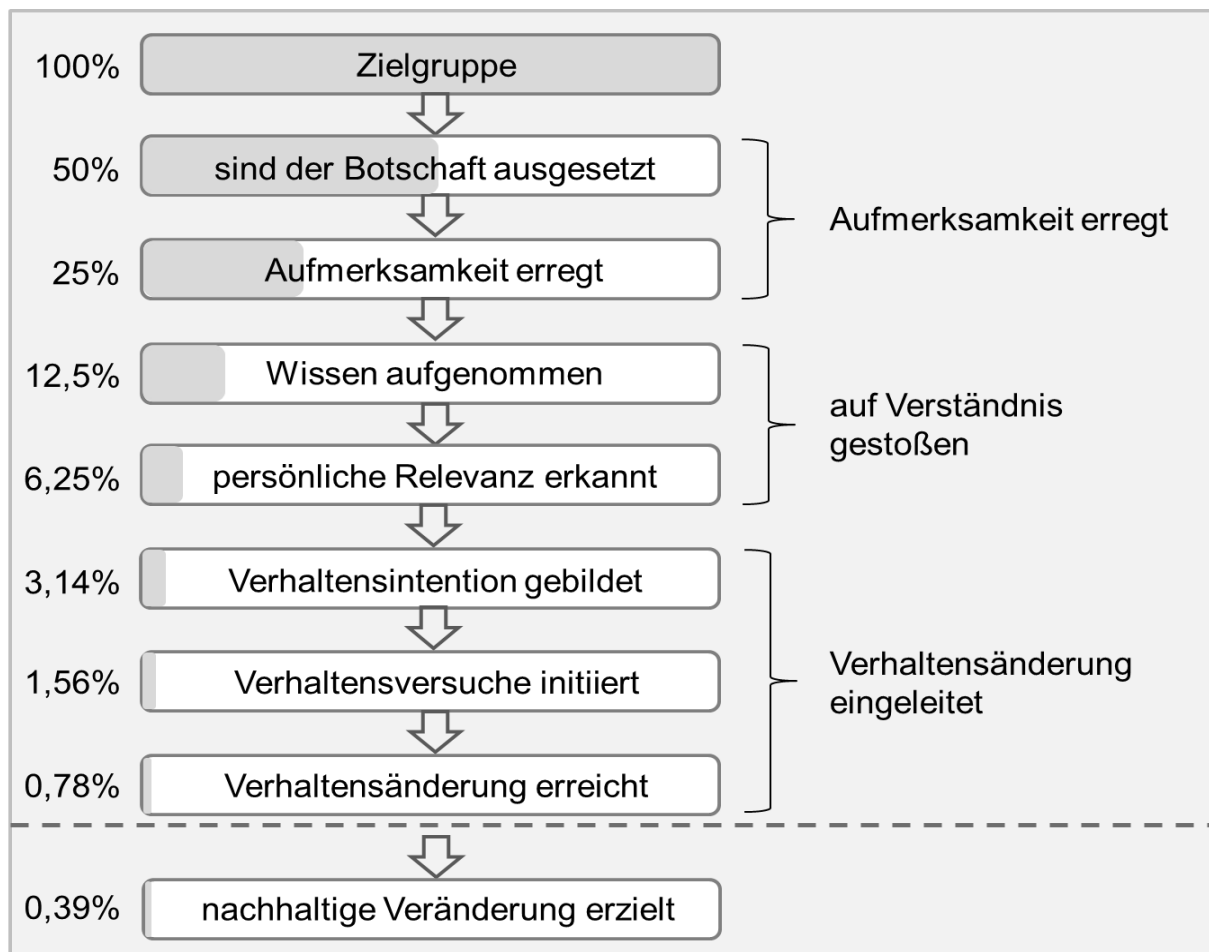 100%
Zielgruppe
50%
sind der Botschaft ausgesetzt
Aufmerksamkeit erregt
25%
Aufmerksamkeit erregt
12,5%
Wissen aufgenommen
auf Verständnis
gestoßen
6,25%
persönliche Relevanz erkannt
3,14%
Verhaltensintention gebildet
1,56%
Verhaltensversuche initiiert
Verhaltensänderung
eingeleitet
0,78%
Verhaltensänderung erreicht
0,39%
nachhaltige Veränderung erzielt